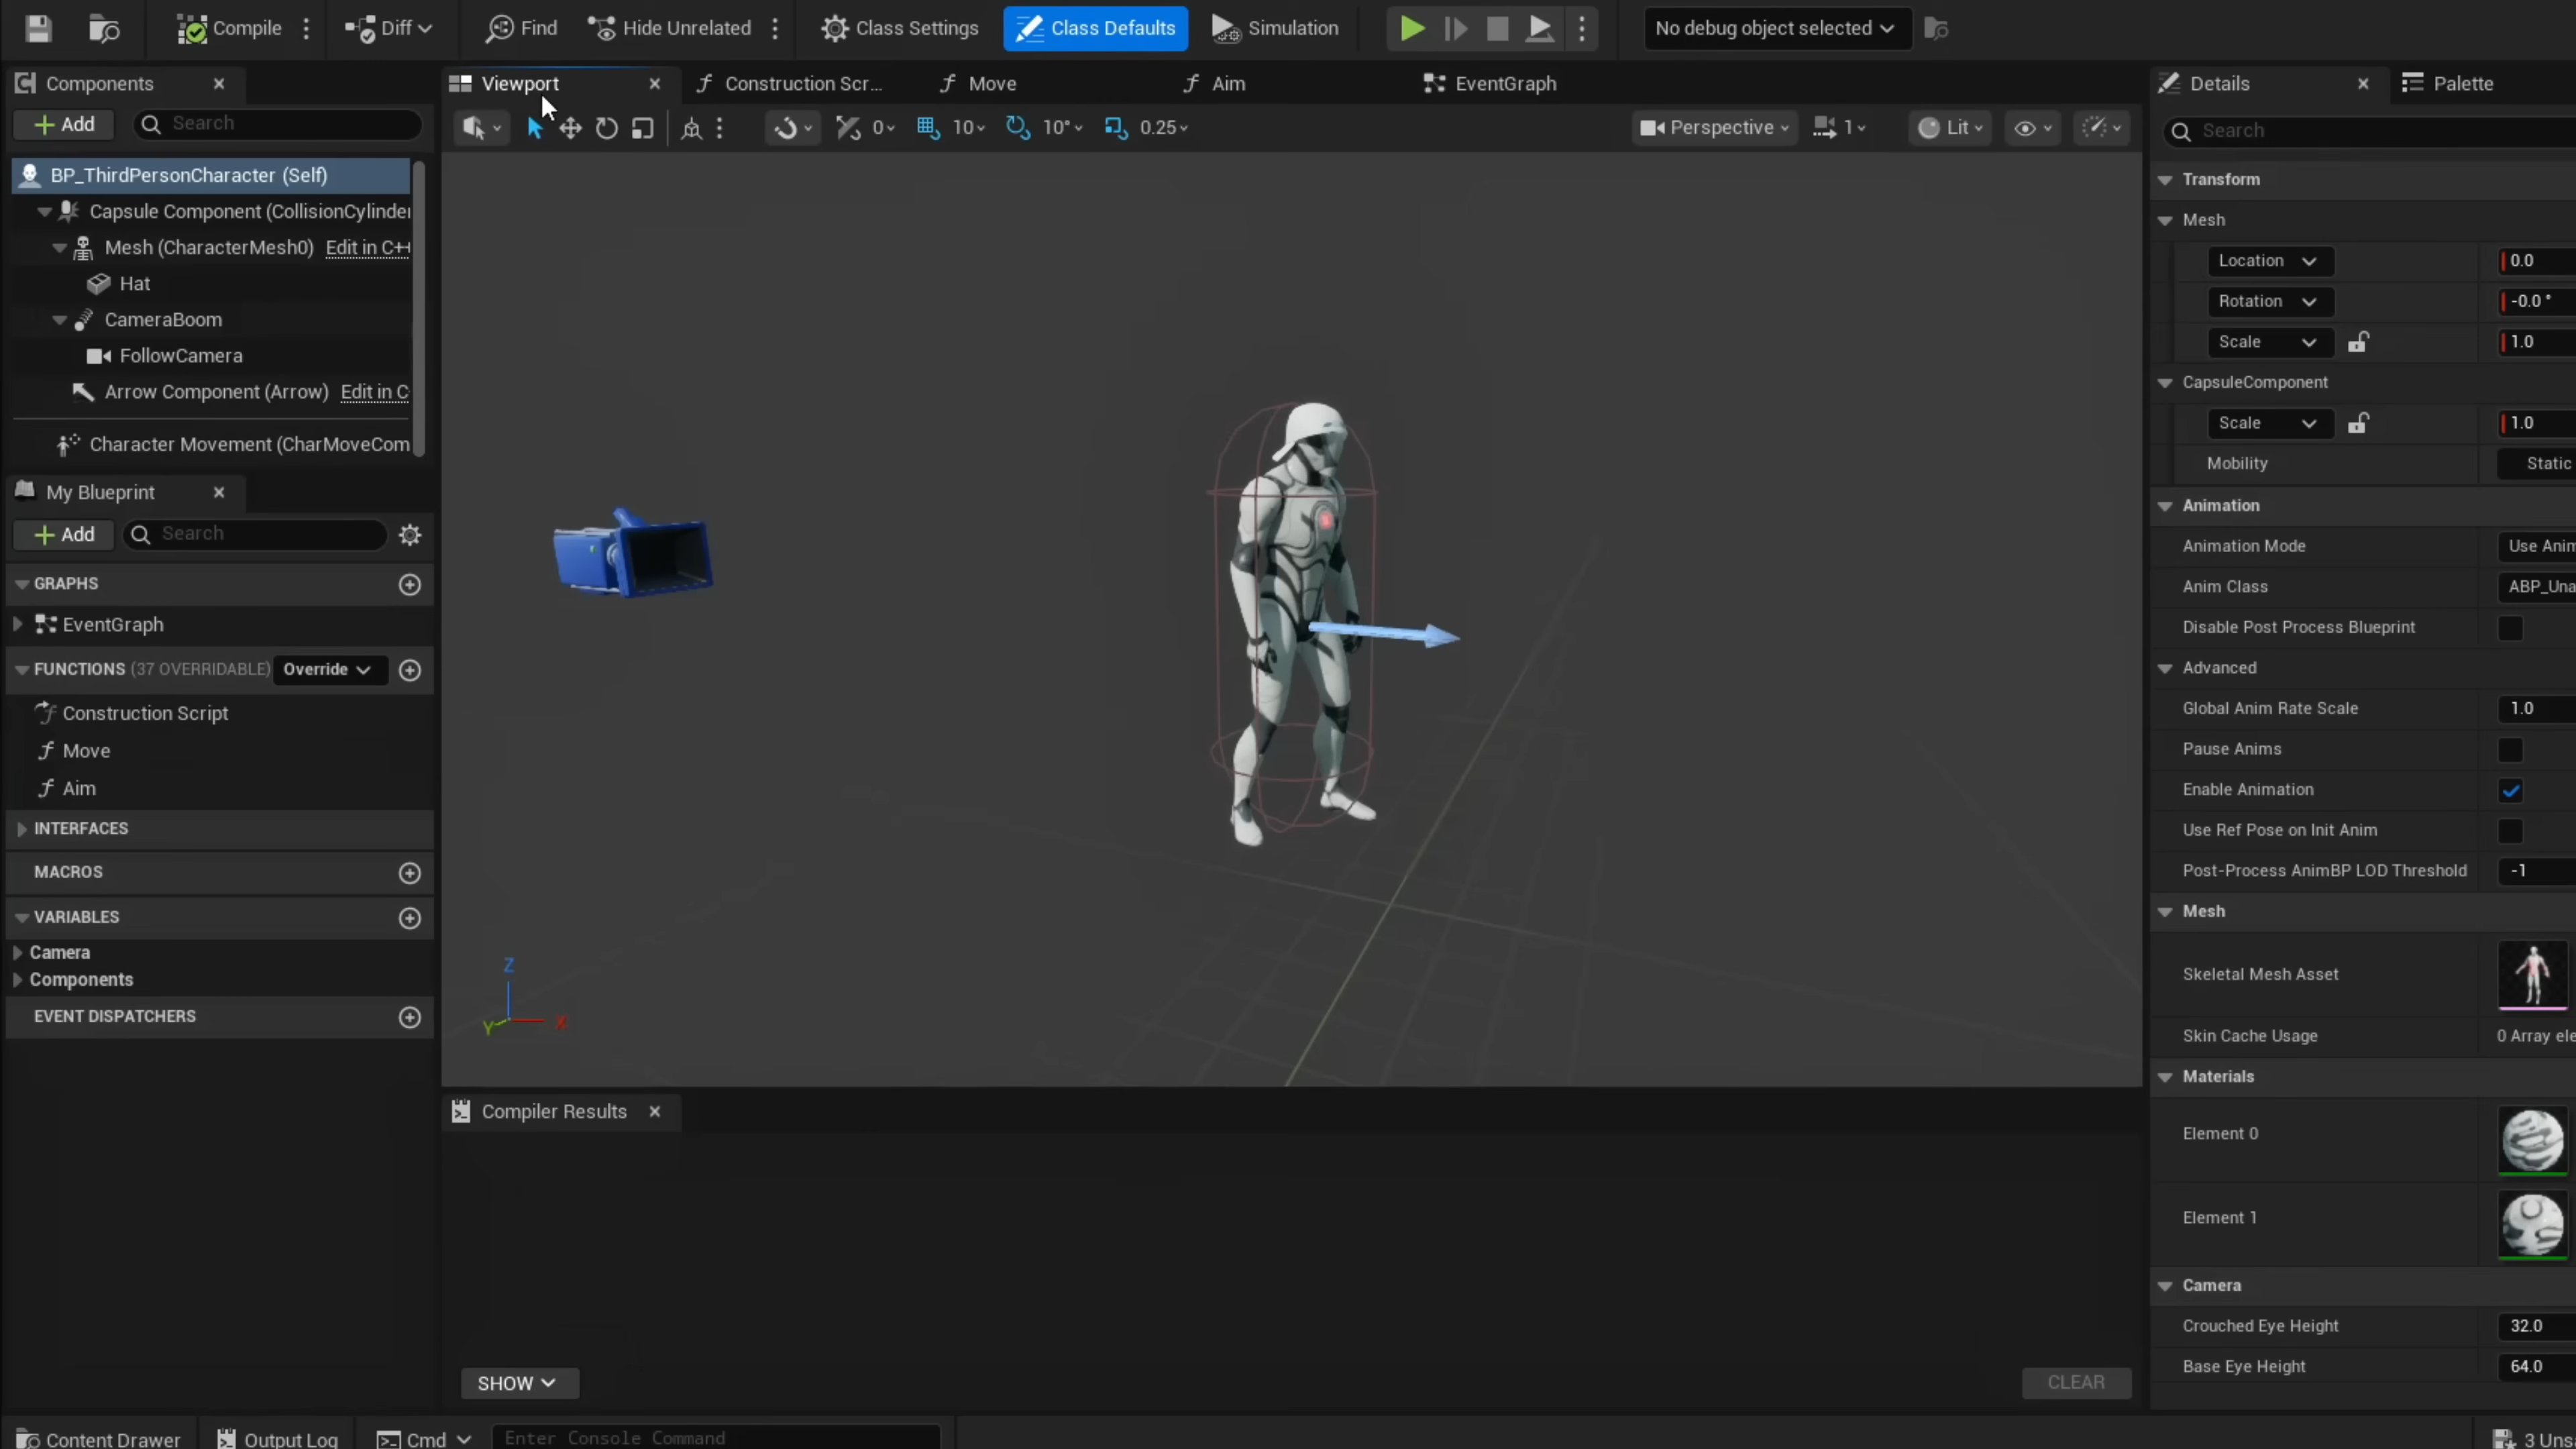 Compile
Diff
Find
Hide Unrelated
Class Settings
Class Defaults
Simulation
No debug object selected
Components
Viewport
Construction Scr...
Move
Aim
EventGraph
Details
Palette
Add
Search
0
10
10°
0.25
Perspective
1
Lit
Search
BP_ThirdPersonCharacter (Self)
Capsule Component (CollisionCylinder
Mesh (CharacterMesh0) Edit in C++
Hat
CameraBoom
FollowCamera
Arrow Component (Arrow) Edit in C
Character Movement (CharMoveCom
My Blueprint
Add
Search
GRAPHS
EventGraph
FUNCTIONS (37 OVERRIDABLE) Override
Construction Script
Move
Aim
INTERFACES
MACROS
VARIABLES
Camera
Components
EVENT DISPATCHERS
Z
Y
X
Transform
Mesh
Location 0.0
Rotation -0.0 °
Scale 1.0
CapsuleComponent
Scale 1.0
Mobility Static
Animation
Animation Mode Use Anim
Anim Class ABP_Una
Disable Post Process Blueprint
Advanced
Global Anim Rate Scale 1.0
Pause Anims
Enable Animation
Use Ref Pose on Init Anim
Post-Process AnimBP LOD Threshold -1
Mesh
Skeletal Mesh Asset
Skin Cache Usage 0 Array ele
Materials
Element 0
Element 1
Camera
Crouched Eye Height 32.0
Base Eye Height 64.0
Compiler Results
SHOW
CLEAR
Content Drawer
Output Log
Cmd
Enter Console Command
3 Uns